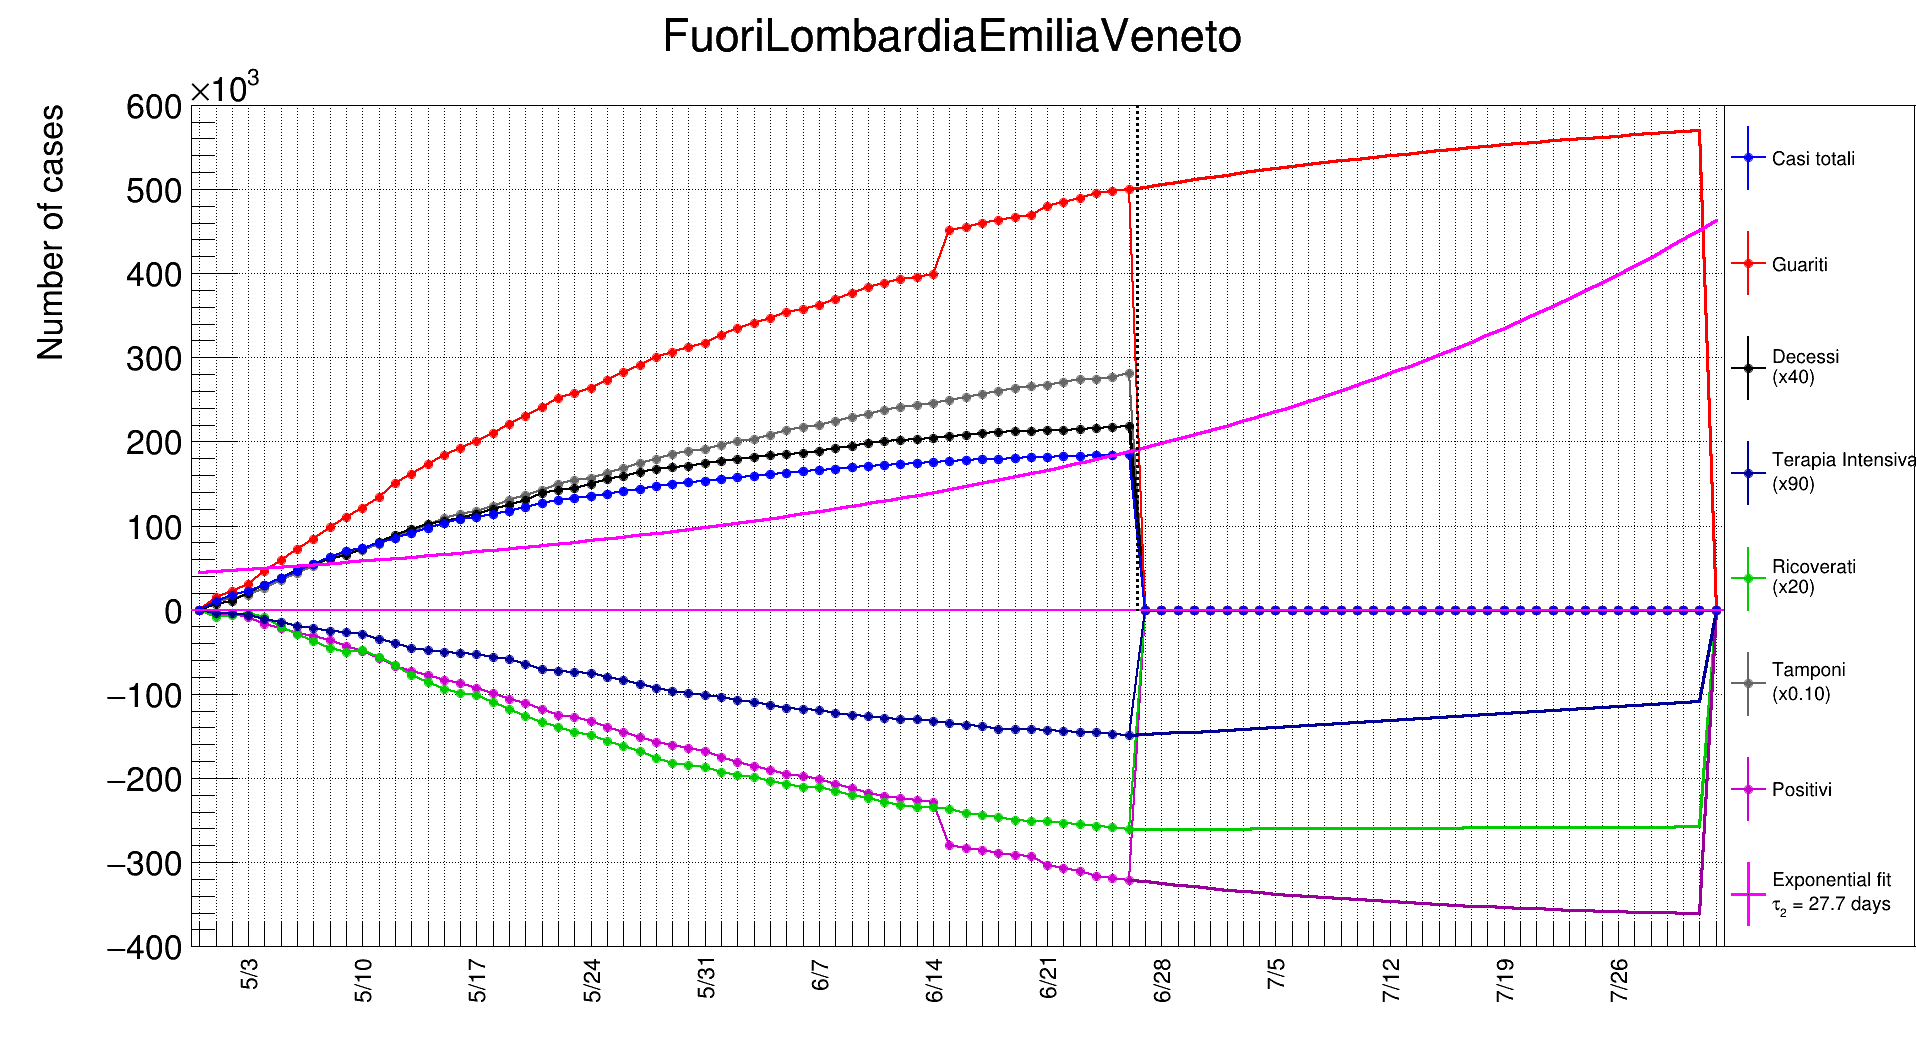 FuoriLombardiaEmiliaVeneto
×10³
Number of cases
600
500
400
300
200
100
0
−100
−200
−300
−400
5/3
5/10
5/17
5/24
5/31
6/7
6/14
6/21
6/28
7/5
7/12
7/19
7/26
Casi totali
Guariti
Decessi
(x40)
Terapia Intensiva
(x90)
Ricoverati
(x20)
Tamponi
(x0.10)
Positivi
Exponential fit
τ₂ = 27.7 days